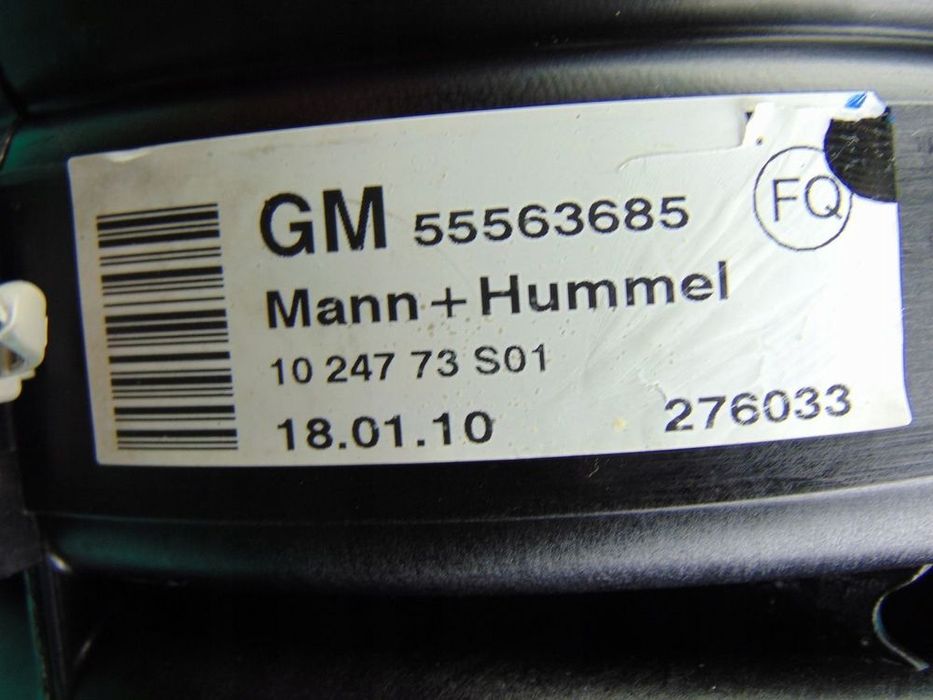 GM 55563685
FQ
Mann+Hummel
10 247 73 S01
18.01.10 276033